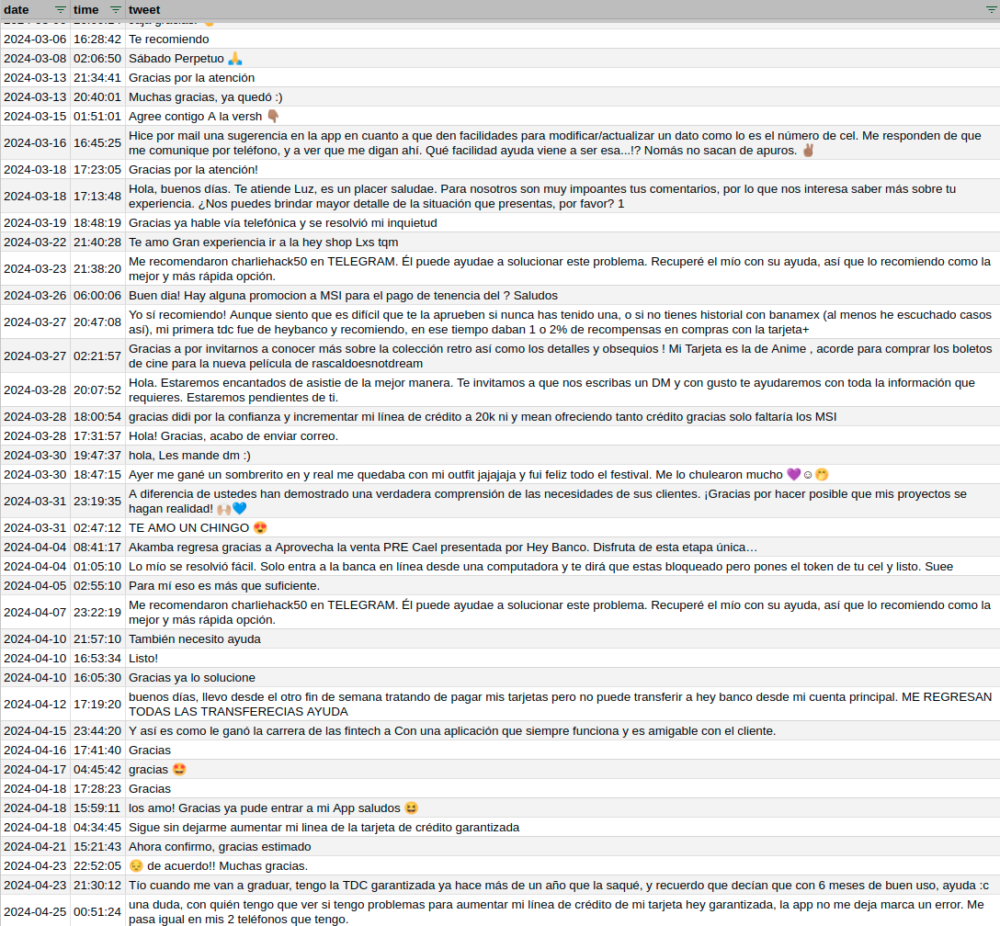 date time tweet
2024-03-06 16:28:42 Te recomiendo
2024-03-08 02:06:50 Sábado Perpetuo 🙏
2024-03-13 21:34:41 Gracias por la atención
2024-03-13 20:40:01 Muchas gracias, ya quedó :)
2024-03-15 01:51:01 Agree contigo A la versh 👇🏽
2024-03-16 16:45:25 Hice por mail una sugerencia en la app en cuanto a que den facilidades para modificar/actualizar un dato como lo es el número de cel. Me responden de que
me comunique por teléfono, y a ver que me digan ahí. Qué facilidad ayuda viene a ser esa...!? Nomás no sacan de apuros. ✌🏽
2024-03-18 17:23:05 Gracias por la atención!
2024-03-18 17:13:48 Hola, buenos días. Te atiende Luz, es un placer saludae. Para nosotros son muy impoantes tus comentarios, por lo que nos interesa saber más sobre tu
experiencia. ¿Nos puedes brindar mayor detalle de la situación que presentas, por favor? 1
2024-03-19 18:48:19 Gracias ya hable vía telefónica y se resolvió mi inquietud
2024-03-22 21:40:28 Te amo Gran experiencia ir a la hey shop Lxs tqm
2024-03-23 21:38:20 Me recomendaron charliehack50 en TELEGRAM. Él puede ayudae a solucionar este problema. Recuperé el mío con su ayuda, así que lo recomiendo como la
mejor y más rápida opción.
2024-03-26 06:00:06 Buen dia! Hay alguna promocion a MSI para el pago de tenencia del ? Saludos
2024-03-27 20:47:08 Yo sí recomiendo! Aunque siento que es difícil que te la aprueben si nunca has tenido una, o si no tienes historial con banamex (al menos he escuchado casos
así), mi primera tdc fue de heybanco y recomiendo, en ese tiempo daban 1 o 2% de recompensas en compras con la tarjeta+
2024-03-27 02:21:57 Gracias a por invitarnos a conocer más sobre la colección retro así como los detalles y obsequios ! Mi Tarjeta es la de Anime , acorde para comprar los boletos
de cine para la nueva película de rascaldoesnotdream
2024-03-28 20:07:52 Hola. Estaremos encantados de asistie de la mejor manera. Te invitamos a que nos escribas un DM y con gusto te ayudaremos con toda la información que
requieres. Estaremos pendientes de ti.
2024-03-28 18:00:54 gracias didi por la confianza y incrementar mi línea de crédito a 20k ni y mean ofreciendo tanto crédito gracias solo faltaría los MSI
2024-03-28 17:31:57 Hola! Gracias, acabo de enviar correo.
2024-03-30 19:47:37 hola, Les mande dm :)
2024-03-30 18:47:15 Ayer me gané un sombrerito en y real me quedaba con mi outfit jajajaja y fui feliz todo el festival. Me lo chulearon mucho 💜☺🤭
2024-03-31 23:19:35 A diferencia de ustedes han demostrado una verdadera comprensión de las necesidades de sus clientes. ¡Gracias por hacer posible que mis proyectos se
hagan realidad! 🙌🏼💙
2024-03-31 02:47:12 TE AMO UN CHINGO 😍
2024-04-04 08:41:17 Akamba regresa gracias a Aprovecha la venta PRE Cael presentada por Hey Banco. Disfruta de esta etapa única…
2024-04-04 01:05:10 Lo mío se resolvió fácil. Solo entra a la banca en línea desde una computadora y te dirá que estas bloqueado pero pones el token de tu cel y listo. Suee
2024-04-05 02:55:10 Para mí eso es más que suficiente.
2024-04-07 23:22:19 Me recomendaron charliehack50 en TELEGRAM. Él puede ayudae a solucionar este problema. Recuperé el mío con su ayuda, así que lo recomiendo como la
mejor y más rápida opción.
2024-04-10 21:57:10 También necesito ayuda
2024-04-10 16:53:34 Listo!
2024-04-10 16:05:30 Gracias ya lo solucione
2024-04-12 17:19:20 buenos días, llevo desde el otro fin de semana tratando de pagar mis tarjetas pero no puede transferir a hey banco desde mi cuenta principal. ME REGRESAN
TODAS LAS TRANSFERECIAS AYUDA
2024-04-15 23:44:20 Y así es como le ganó la carrera de las fintech a Con una aplicación que siempre funciona y es amigable con el cliente.
2024-04-16 17:41:40 Gracias
2024-04-17 04:45:42 gracias 🤩
2024-04-18 17:28:23 Gracias
2024-04-18 15:59:11 los amo! Gracias ya pude entrar a mi App saludos 😆
2024-04-18 04:34:45 Sigue sin dejarme aumentar mi linea de la tarjeta de crédito garantizada
2024-04-21 15:21:43 Ahora confirmo, gracias estimado
2024-04-23 22:52:05 😔 de acuerdo!! Muchas gracias.
2024-04-23 21:30:12 Tío cuando me van a graduar, tengo la TDC garantizada ya hace más de un año que la saqué, y recuerdo que decían que con 6 meses de buen uso, ayuda :c
2024-04-25 00:51:24 una duda, con quién tengo que ver si tengo problemas para aumentar mi línea de crédito de mi tarjeta hey garantizada, la app no me deja marca un error. Me
pasa igual en mis 2 teléfonos que tengo.